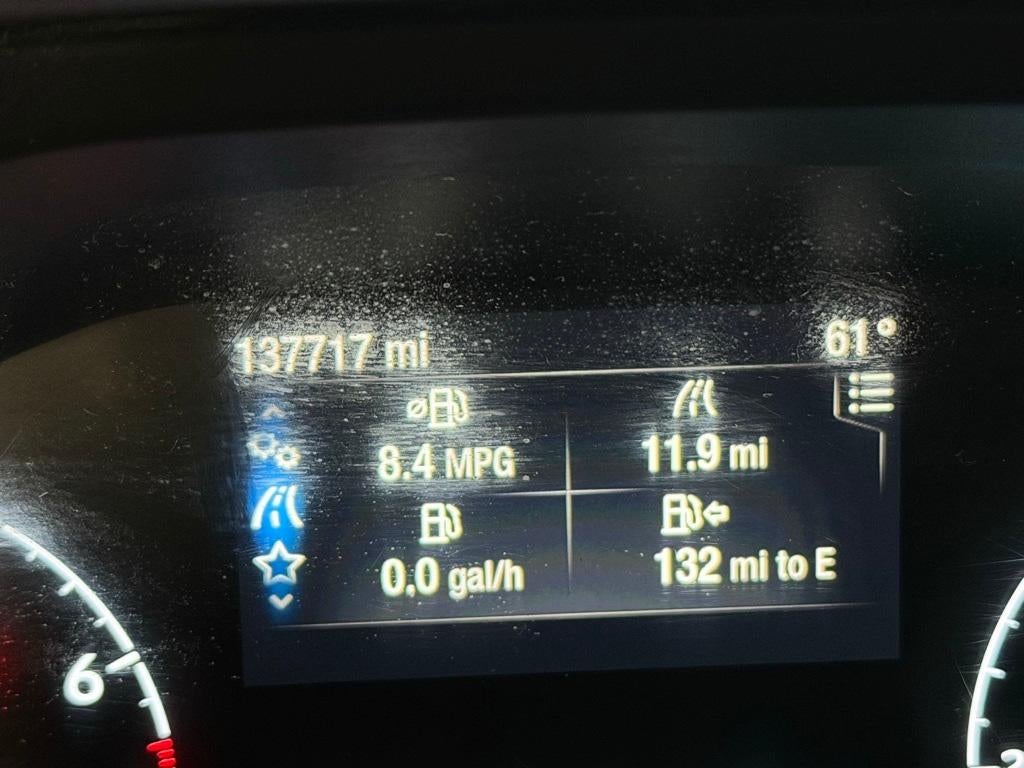 137717 mi
61°
8.4 MPG
11.9 mi
0.0 gal/h
132 mi to E
6